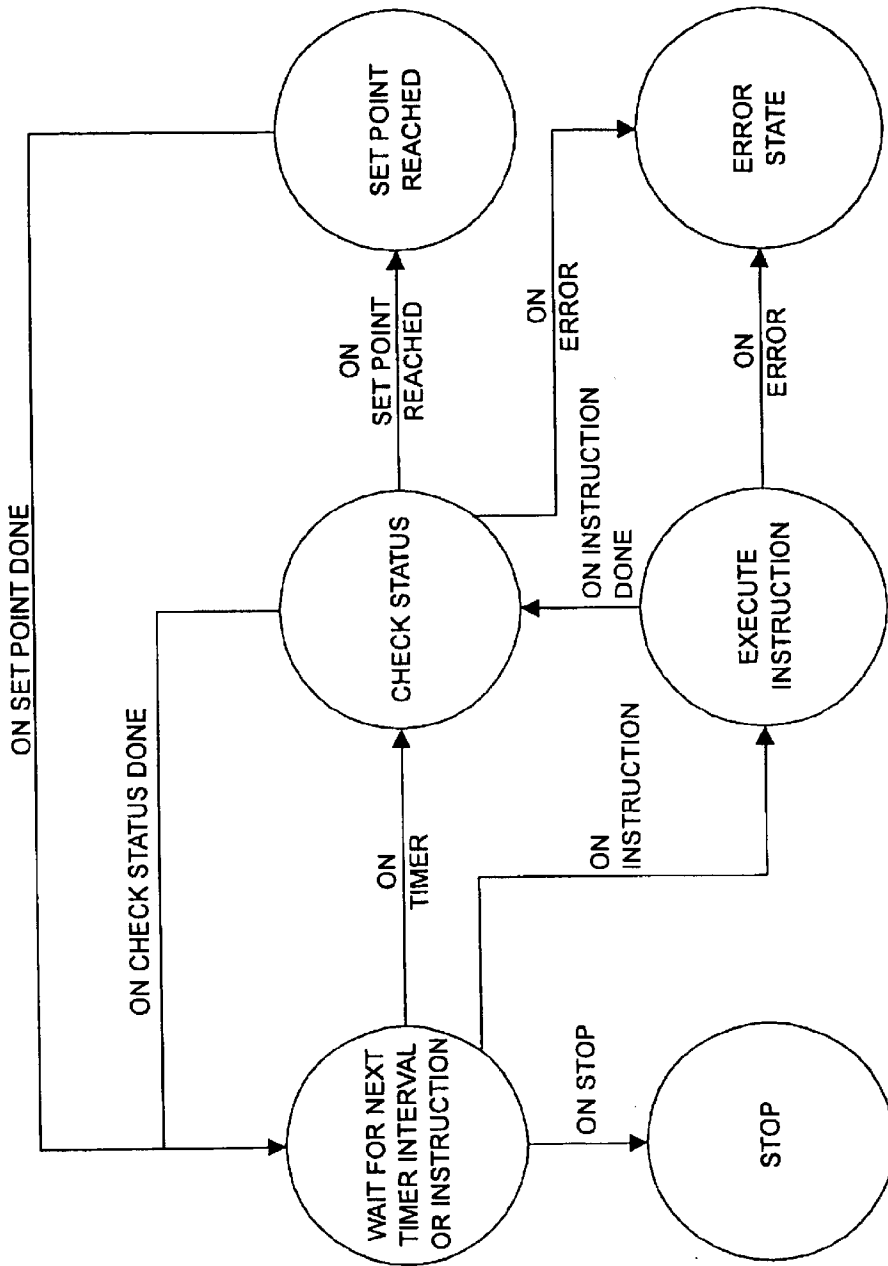 ON SET POINT DONE
ON CHECK STATUS DONE
WAIT FOR NEXT
TIMER INTERVAL
OR INSTRUCTION
ON
TIMER
CHECK STATUS
ON
SET POINT
REACHED
SET POINT
REACHED
ON STOP
ON
INSTRUCTION
ON INSTRUCTION
DONE
ON
ERROR
STOP
EXECUTE
INSTRUCTION
ON
ERROR
ERROR
STATE